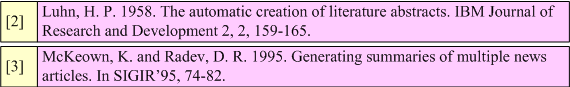 [2] Luhn, H. P. 1958. The automatic creation of literature abstracts. IBM Journal of
Research and Development 2, 2, 159-165.
[3] McKeown, K. and Radev, D. R. 1995. Generating summaries of multiple news
articles. In SIGIR'95, 74-82.